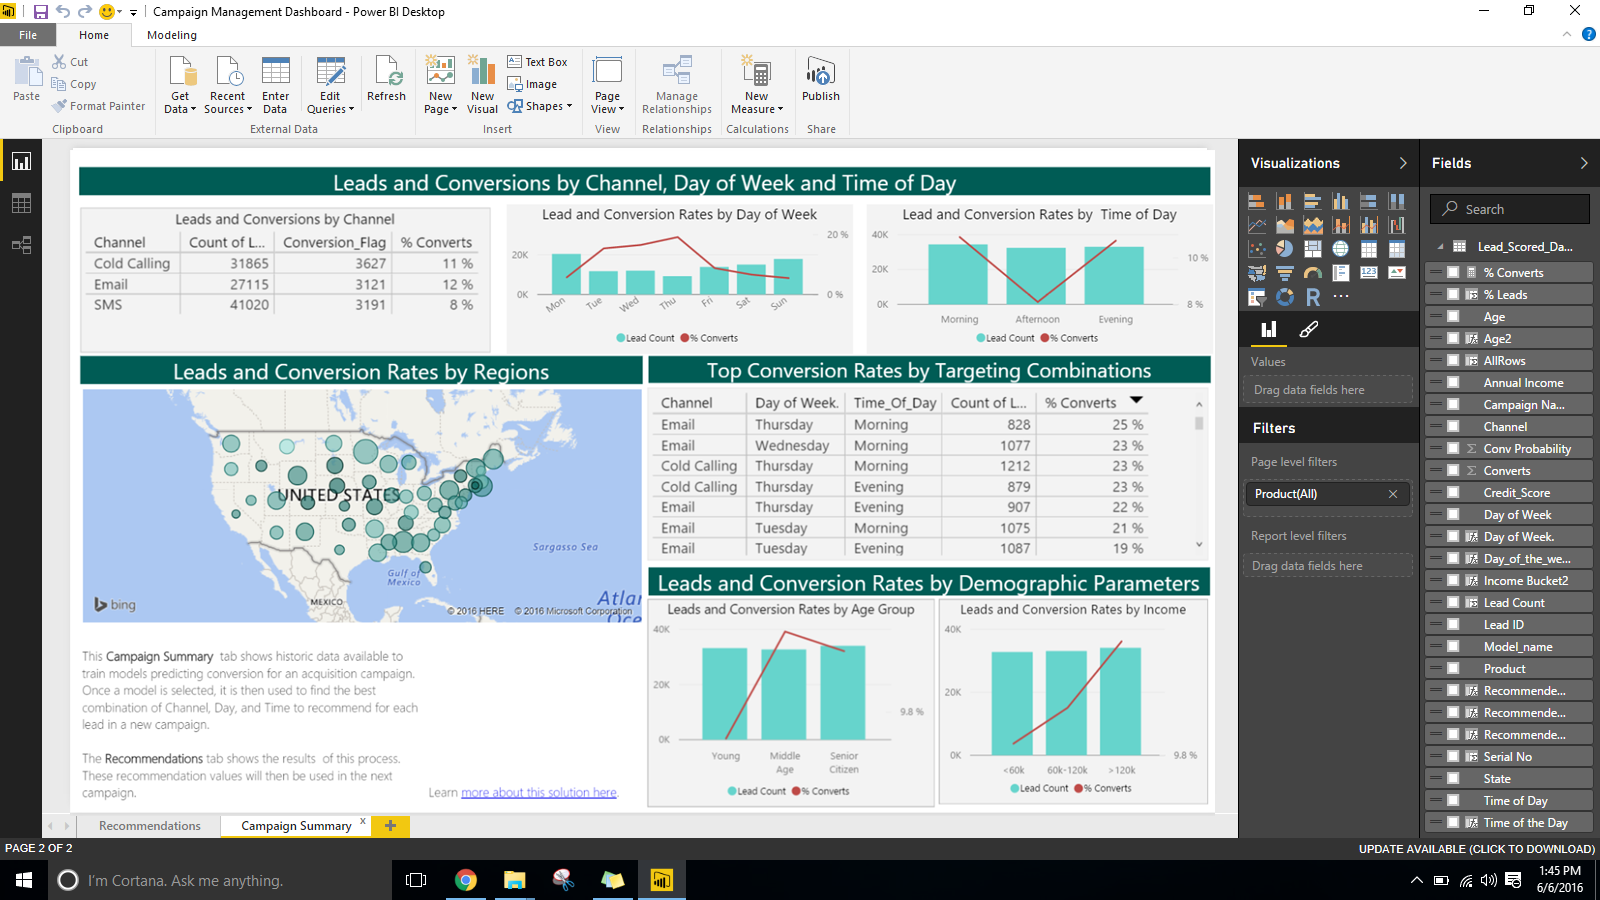 Campaign Management Dashboard - Power BI Desktop
File
Home
Modeling
Paste
Cut
Copy
Format Painter
Clipboard
Get Data
Recent Sources
Enter Data
Edit Queries
External Data
Refresh
New Page
New Visual
Text Box
Image
Shapes
Insert
Page View
View
Manage Relationships
Relationships
New Measure
Calculations
Publish
Share
Leads and Conversions by Channel, Day of Week and Time of Day
Leads and Conversions by Channel
Channel Count of L... Conversion_Flag % Converts
Cold Calling 31865 3627 11 %
Email 27115 3121 12 %
SMS 41020 3191 8 %
Lead and Conversion Rates by Day of Week
20K
0K
20 %
0 %
Mon Tue Wed Thu Fri Sat Sun
Lead Count % Converts
Lead and Conversion Rates by Time of Day
40K
20K
0K
10 %
8 %
Morning Afternoon Evening
Lead Count % Converts
Leads and Conversion Rates by Regions
UNITED STATES
MEXICO
Gulf of Mexico
Sargasso Sea
Atlan
Oce
bing
© 2016 HERE © 2016 Microsoft Corporation
Top Conversion Rates by Targeting Combinations
Channel Day of Week. Time_Of_Day Count of L... % Converts
Email Thursday Morning 828 25 %
Email Wednesday Morning 1077 23 %
Cold Calling Thursday Morning 1212 23 %
Cold Calling Thursday Evening 879 23 %
Email Thursday Evening 907 22 %
Email Tuesday Morning 1075 21 %
Email Tuesday Evening 1087 19 %
Leads and Conversion Rates by Demographic Parameters
Leads and Conversion Rates by Age Group
40K
20K
0K
9.8 %
Young Middle Age Senior Citizen
Lead Count % Converts
Leads and Conversion Rates by Income
40K
20K
0K
9.8 %
<60k 60k-120k >120k
Lead Count % Converts
This Campaign Summary tab shows historic data available to
train models predicting conversion for an acquisition campaign.
Once a model is selected, it is then used to find the best
combination of Channel, Day, and Time to recommend for each
lead in a new campaign.
The Recommendations tab shows the results of this process.
These recommendation values will then be used in the next
campaign.
Learn more about this solution here.
Recommendations
Campaign Summary x
+
PAGE 2 OF 2
UPDATE AVAILABLE (CLICK TO DOWNLOAD)
Visualizations
R
...
Values
Drag data fields here
Filters
Page level filters
Product(All)
Report level filters
Drag data fields here
Fields
Search
Lead_Scored_Da...
% Converts
% Leads
Age
Age2
AllRows
Annual Income
Campaign Na...
Channel
Conv Probability
Converts
Credit_Score
Day of Week
Day of Week.
Day_of_the_we...
Income Bucket2
Lead Count
Lead ID
Model_name
Product
Recommende...
Recommende...
Recommende...
Serial No
State
Time of Day
Time of the Day
I'm Cortana. Ask me anything.
1:45 PM
6/6/2016